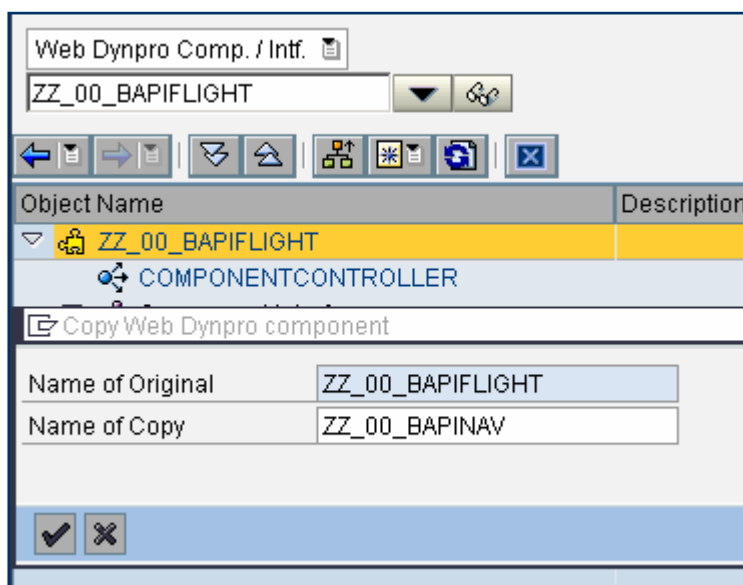 Web Dynpro Comp. / Intf.
ZZ_00_BAPIFLIGHT
Object Name Description
ZZ_00_BAPIFLIGHT
COMPONENTCONTROLLER
Copy Web Dynpro component
Name of Original ZZ_00_BAPIFLIGHT
Name of Copy ZZ_00_BAPINAV